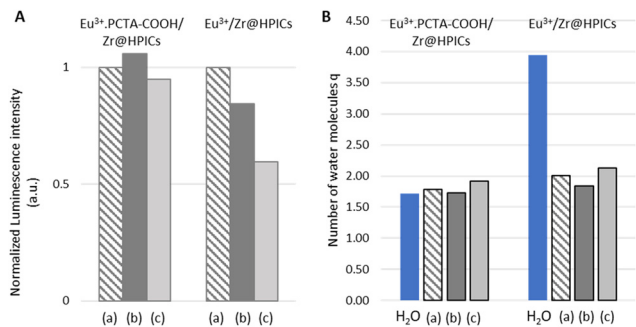 A
Eu³⁺.PCTA-COOH/
Zr@HPICs
Eu³⁺/Zr@HPICs
Normalized Luminescence intensity
(a.u.)
1
0.5
0
(a) (b) (c) (a) (b) (c)
B
Eu³⁺.PCTA-COOH/
Zr@HPICs
Eu³⁺/Zr@HPICs
Number of water molecules q
4.50
4.00
3.50
3.00
2.50
2.00
1.50
1.00
0.50
0.00
H₂O (a) (b) (c) H₂O (a) (b) (c)